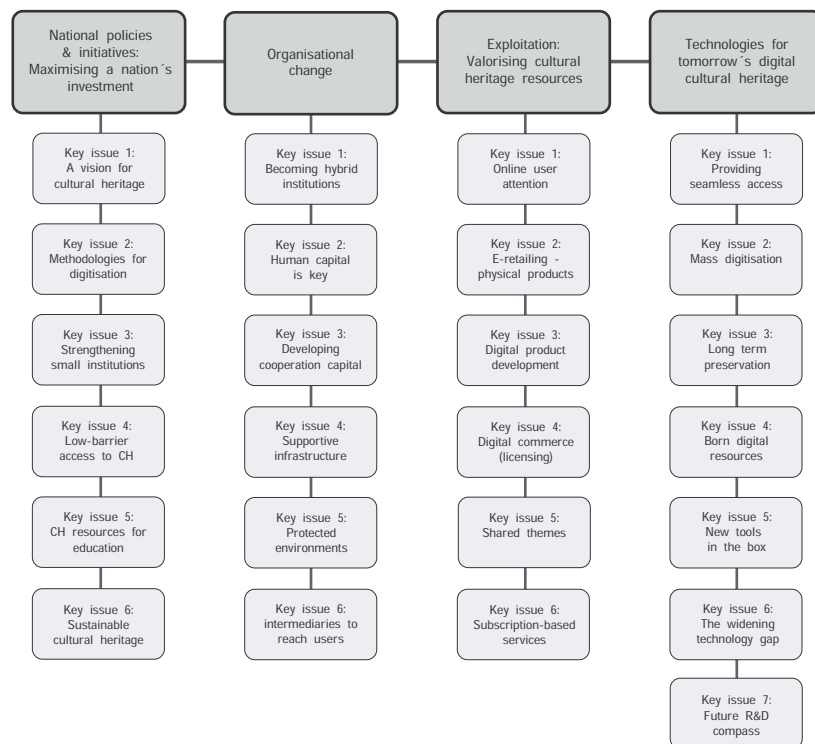 National policies
& initiatives:
Maximising a nation´s
investment
Key issue 1:
A vision for
cultural heritage
Key issue 2:
Methodologies for
digitisation
Key issue 3:
Strengthening
small institutions
Key issue 4:
Low-barrier
access to CH
Key issue 5:
CH resources for
education
Key issue 6:
Sustainable
cultural heritage
Organisational
change
Key issue 1:
Becoming hybrid
institutions
Key issue 2:
Human capital
is key
Key issue 3:
Developing
cooperation capital
Key issue 4:
Supportive
infrastructure
Key issue 5:
Protected
environments
Key issue 6:
intermediaries to
reach users
Exploitation:
Valorising cultural
heritage resources
Key issue 1:
Online user
attention
Key issue 2:
E-retailing -
physical products
Key issue 3:
Digital product
development
Key issue 4:
Digital commerce
(licensing)
Key issue 5:
Shared themes
Key issue 6:
Subscription-based
services
Technologies for
tomorrow´s digital
cultural heritage
Key issue 1:
Providing
seamless access
Key issue 2:
Mass digitisation
Key issue 3:
Long term
preservation
Key issue 4:
Born digital
resources
Key issue 5:
New tools
in the box
Key issue 6:
The widening
technology gap
Key issue 7:
Future R&D
compass